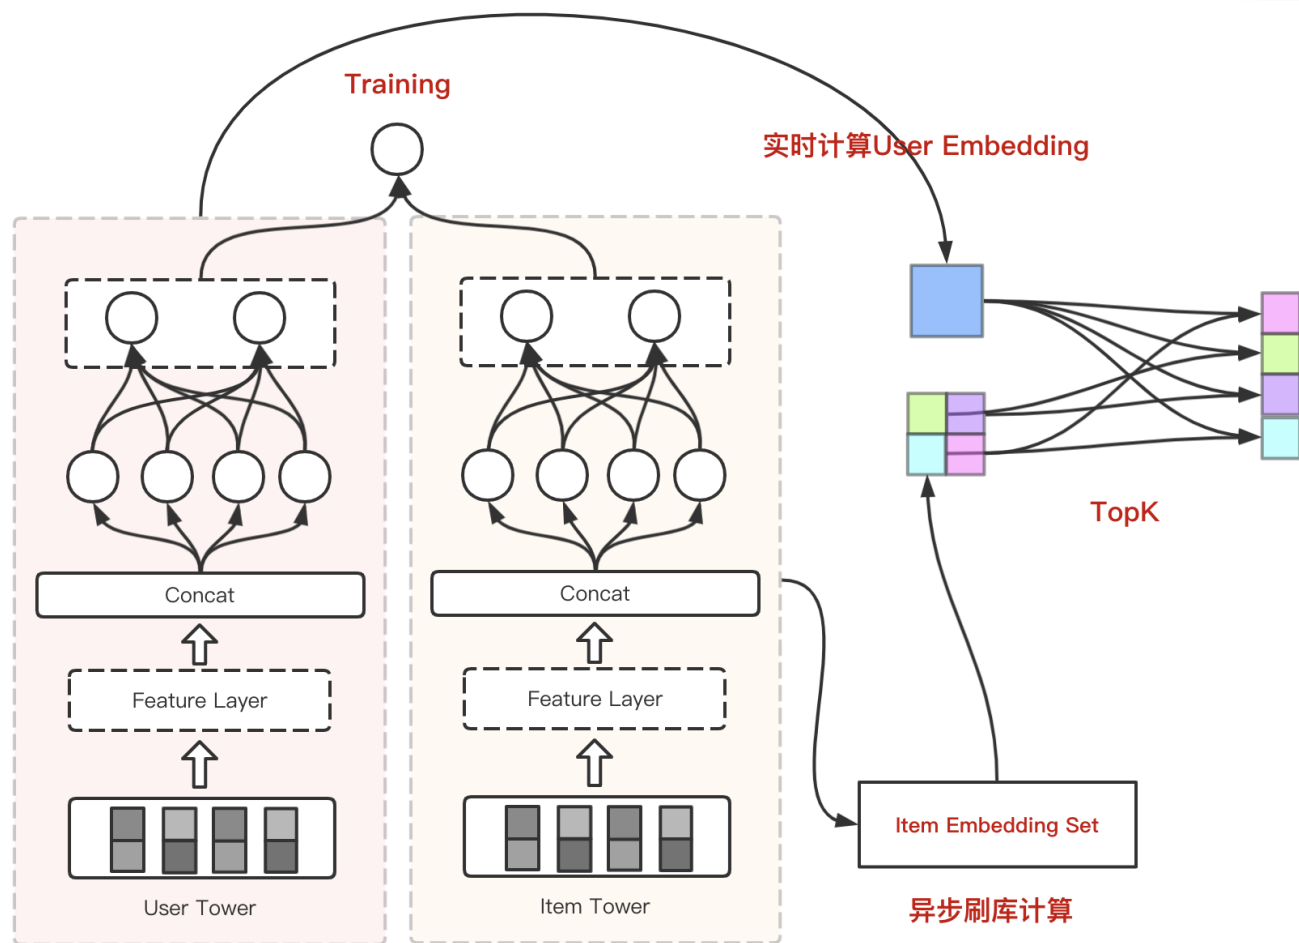 Training
实时计算User Embedding
TopK
Concat
Concat
Feature Layer
Feature Layer
Item Embedding Set
User Tower
Item Tower
异步刷库计算